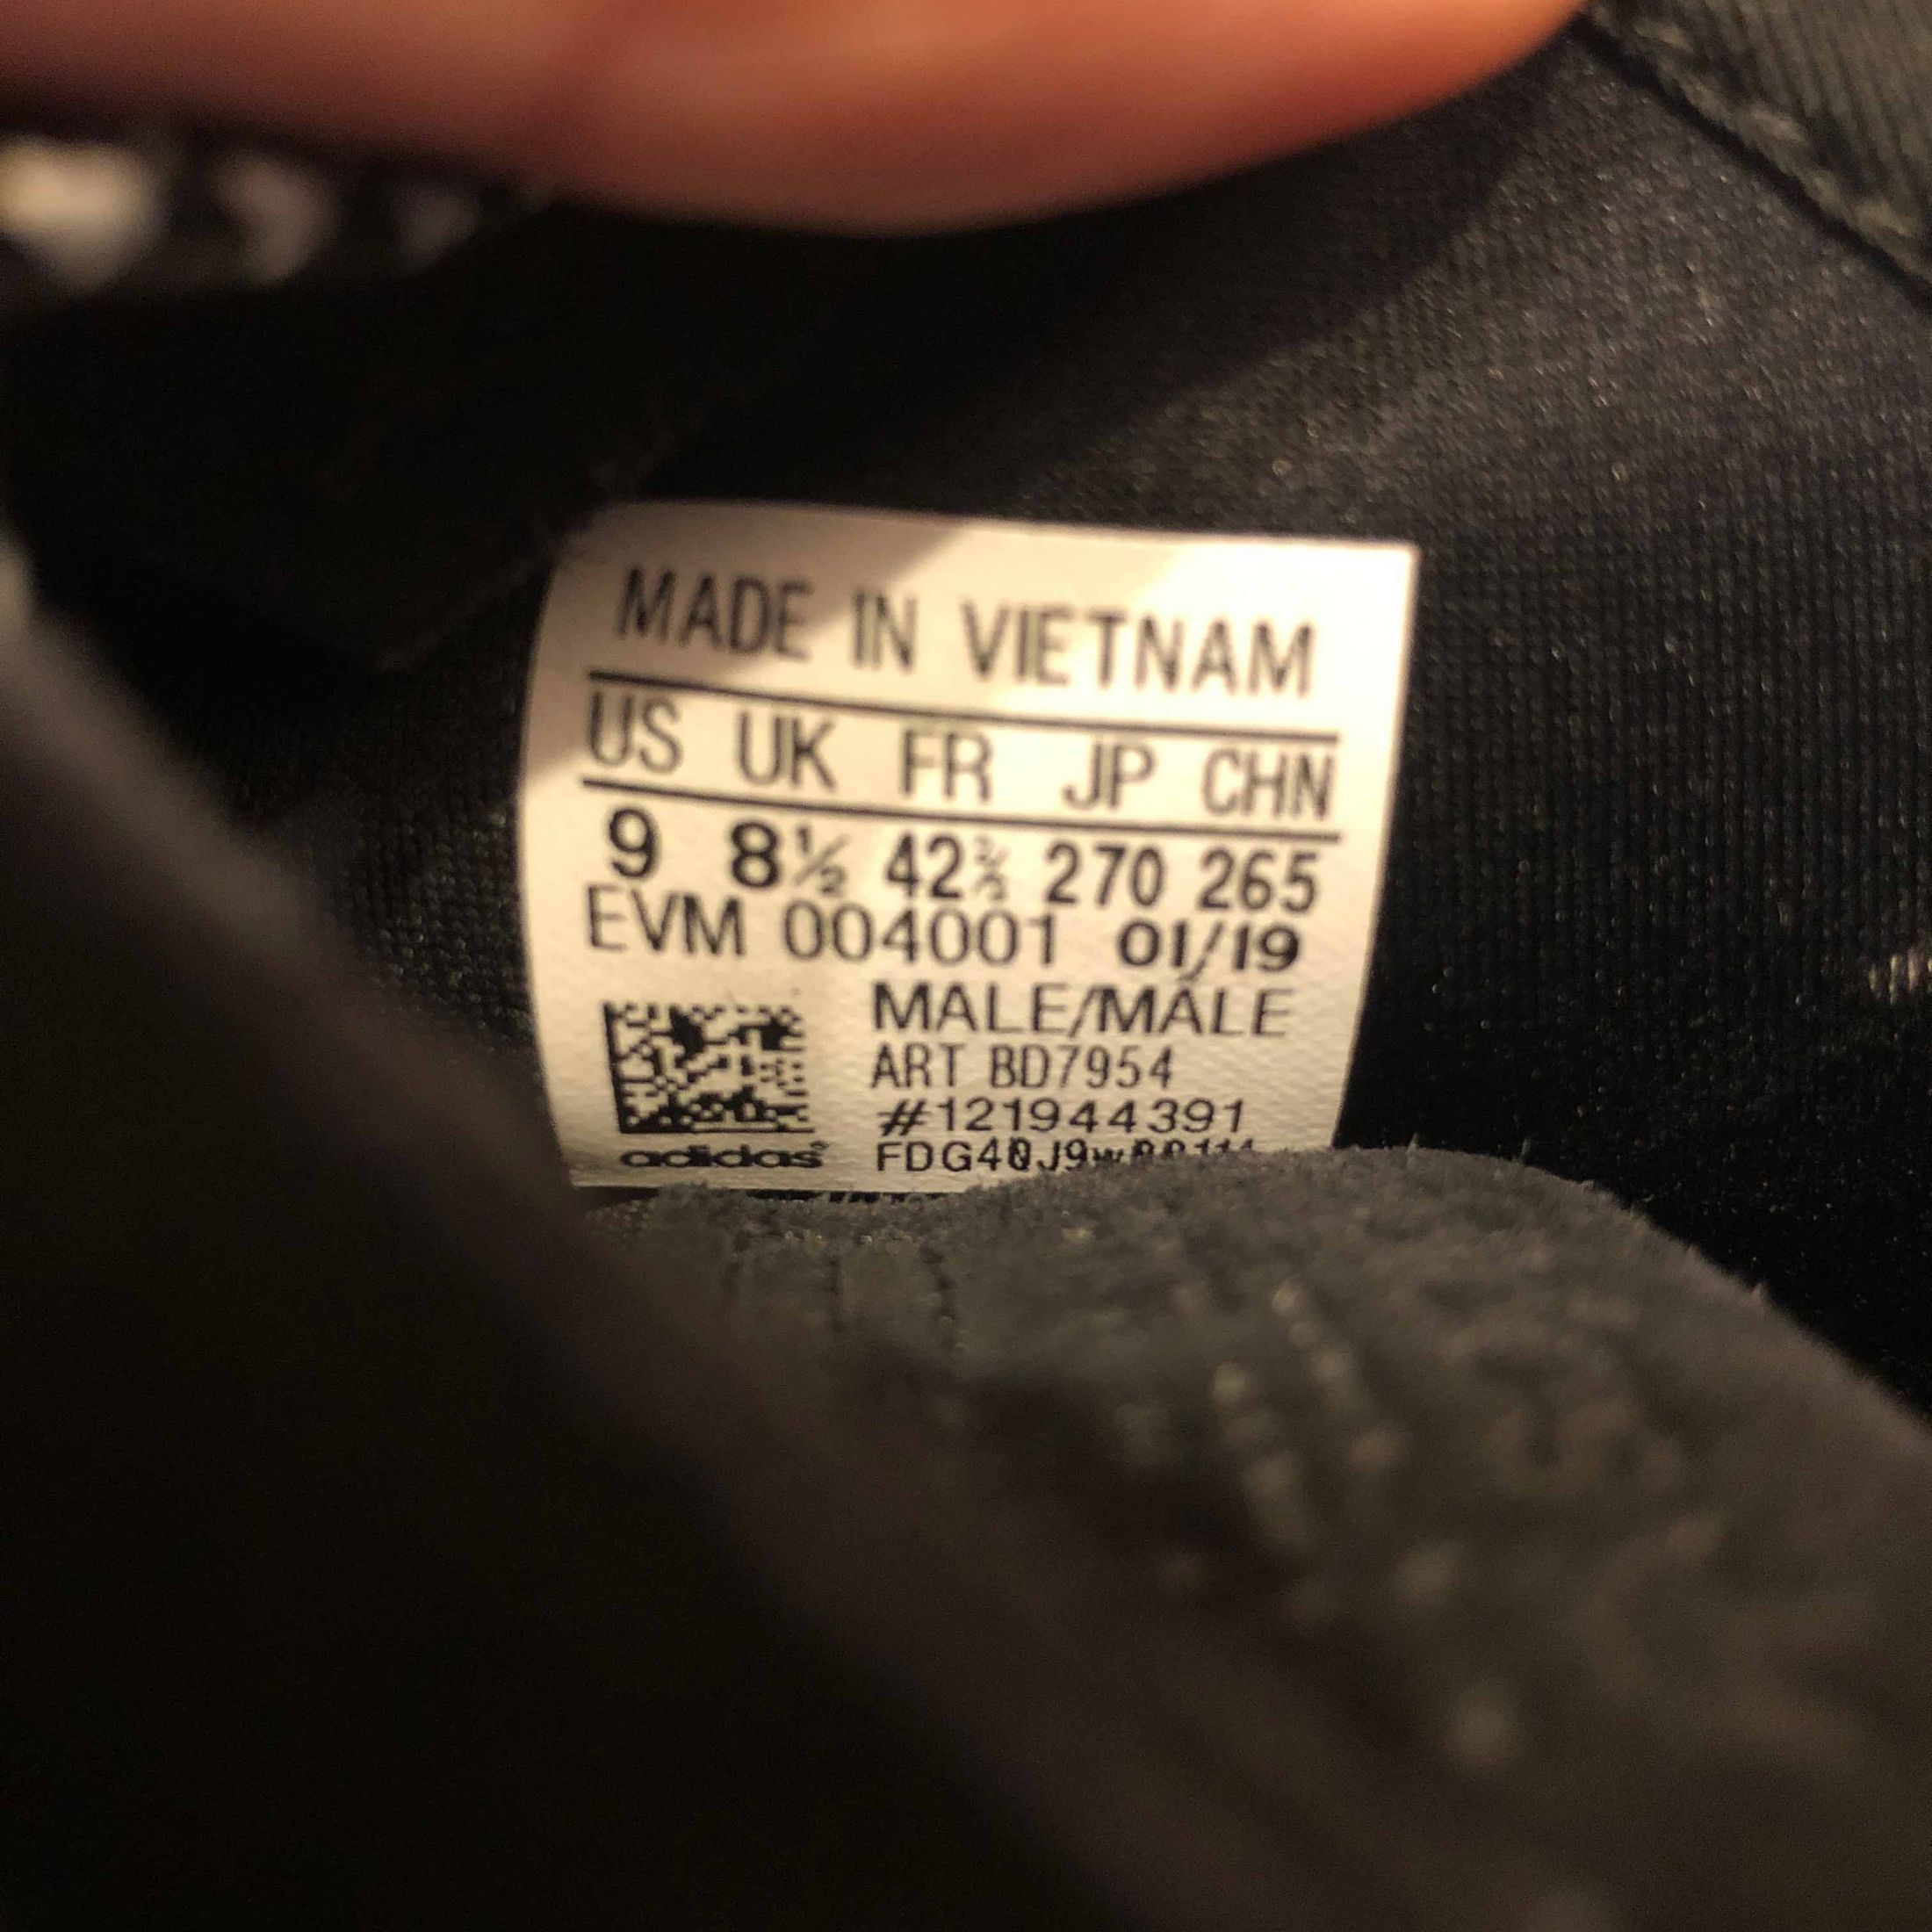 MADE IN VIETNAM
US UK FR JP CHN
9 8½ 42⅔ 270 265
EVM 004001 01/19
MALE/MÂLE
ART BD7954
#121944391
adidas